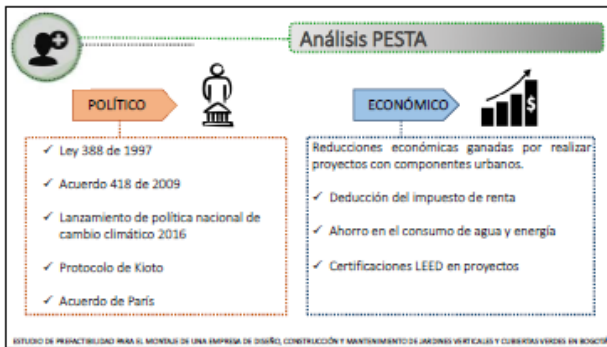 Análisis PESTA
POLÍTICO
✓ Ley 388 de 1997
✓ Acuerdo 418 de 2009
✓ Lanzamiento de política nacional de
cambio climático 2016
✓ Protocolo de Kioto
✓ Acuerdo de París
ECONÓMICO
$
Reducciones económicas ganadas por realizar
proyectos con componentes urbanos.
✓ Deducción del impuesto de renta
✓ Ahorro en el consumo de agua y energía
✓ Certificaciones LEED en proyectos
ESTUDIO DE PREFACTIBILIDAD PARA EL MONTAJE DE UNA EMPRESA DE DISEÑO, CONSTRUCCIÓN Y MANTENIMIENTO DE JARDINES VERTICALES Y CUBIERTAS VERDES EN BOGOTÁ